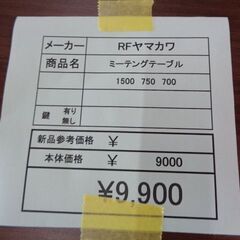 メーカー RFヤマカワ
商品名 ミーテングテーブル
1500 750 700
鍵 有り 無し
新品参考価格 ¥
本体価格 ¥ 9000
¥9,900